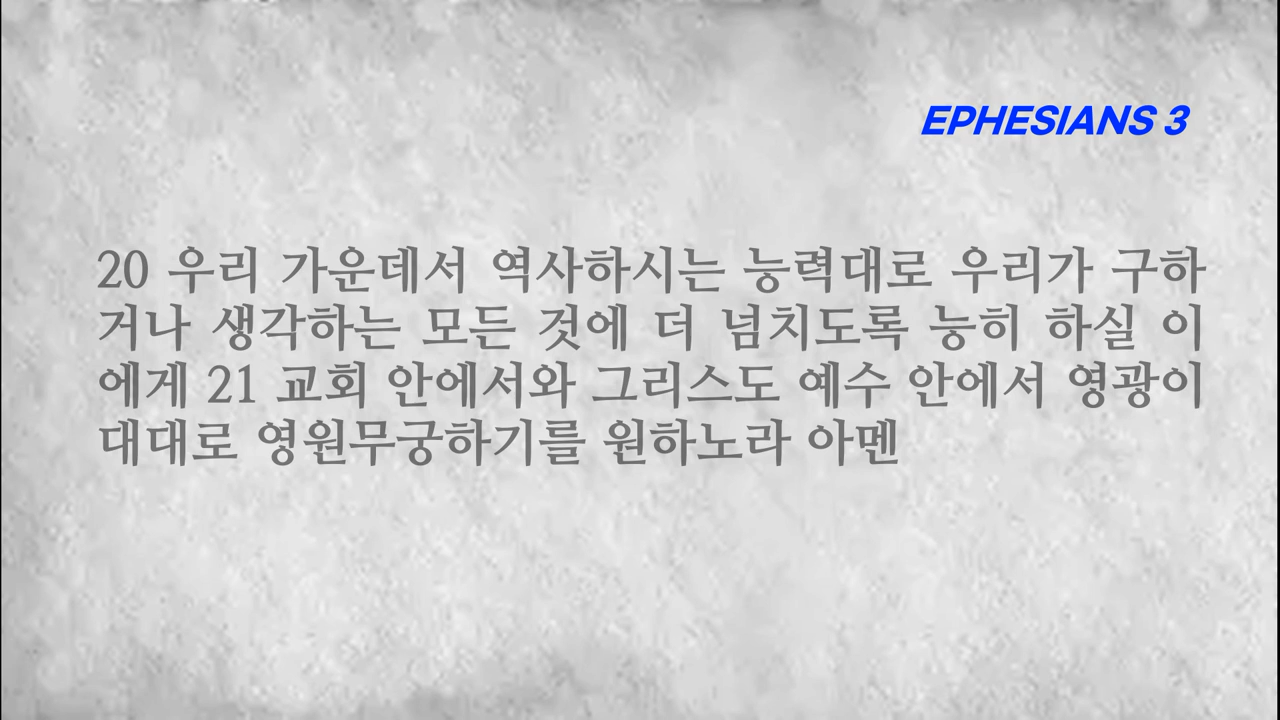 EPHESIANS 3
20 우리 가운데서 역사하시는 능력대로 우리가 구하
거나 생각하는 모든 것에 더 넘치도록 능히 하실 이
에게 21 교회 안에서와 그리스도 예수 안에서 영광이
대대로 영원무궁하기를 원하노라 아멘